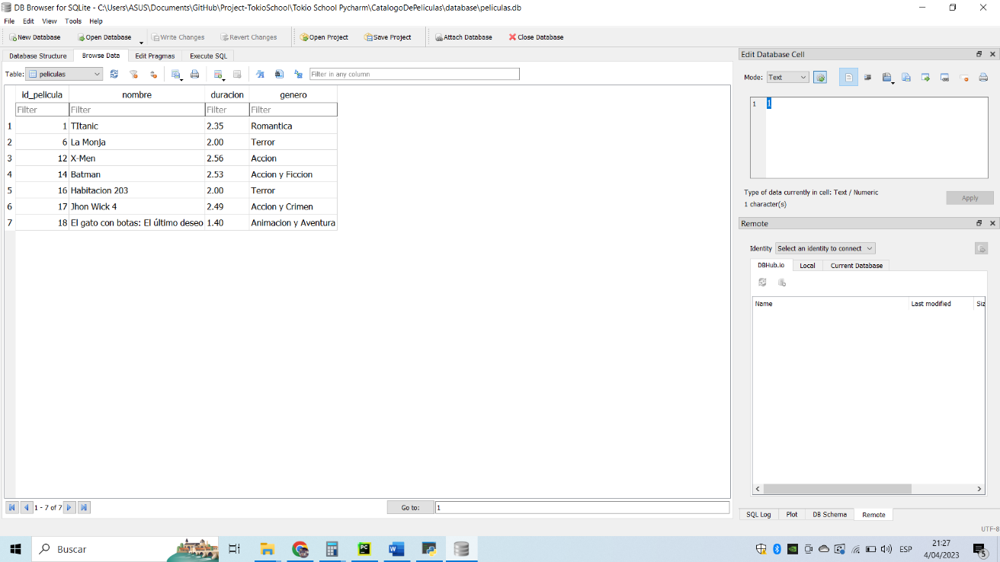 DB Browser for SQLite - C:\Users\ASUS\Documents\GitHub\Project-TokioSchool\Tokio School Pycharm\CatalogoDePeliculas\database\peliculas.db
File Edit View Tools Help
New Database Open Database Write Changes Revert Changes Open Project Save Project Attach Database Close Database
Database Structure Browse Data Edit Pragmas Execute SQL
Table: peliculas Filter in any column
id_pelicula nombre duracion genero
Filter Filter Filter Filter
1 1 TItanic 2.35 Romantica
2 6 La Monja 2.00 Terror
3 12 X-Men 2.56 Accion
4 14 Batman 2.53 Accion y Ficcion
5 16 Habitacion 203 2.00 Terror
6 17 Jhon Wick 4 2.49 Accion y Crimen
7 18 El gato con botas: El último deseo 1.40 Animacion y Aventura
1 - 7 of 7 Go to: 1
Edit Database Cell
Mode: Text
1 1
Type of data currently in cell: Text / Numeric
1 character(s)
Apply
Remote
Identity Select an identity to connect
DBHub.io Local Current Database
Name Last modified Siz
SQL Log Plot DB Schema Remote
UTF-8
Buscar
PC
W
ESP
21:27
4/04/2023
5